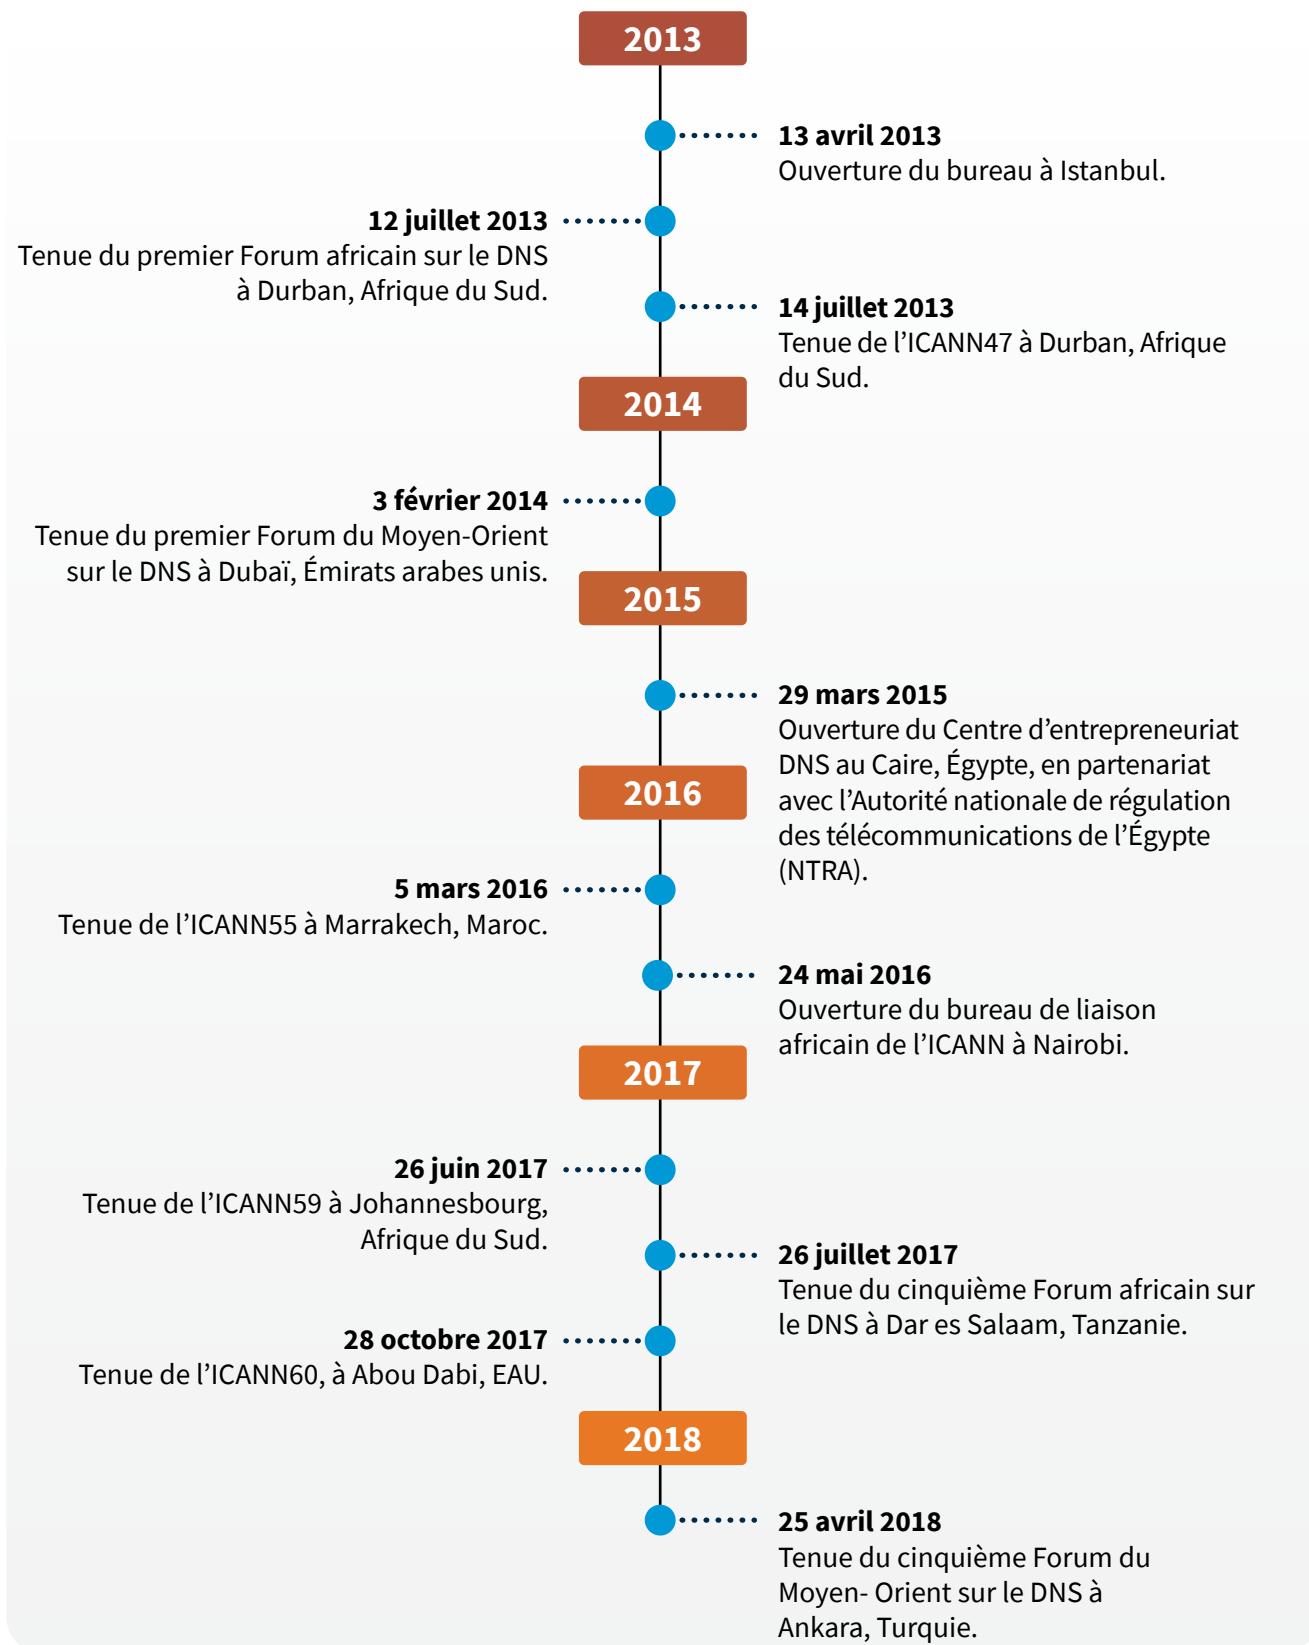 2013
13 avril 2013
Ouverture du bureau à Istanbul.
12 juillet 2013
Tenue du premier Forum africain sur le DNS
à Durban, Afrique du Sud.
14 juillet 2013
Tenue de l’ICANN47 à Durban, Afrique
du Sud.
2014
3 février 2014
Tenue du premier Forum du Moyen-Orient
sur le DNS à Dubaï, Émirats arabes unis.
2015
29 mars 2015
Ouverture du Centre d’entrepreneuriat
DNS au Caire, Égypte, en partenariat
avec l’Autorité nationale de régulation
des télécommunications de l’Égypte
(NTRA).
2016
5 mars 2016
Tenue de l’ICANN55 à Marrakech, Maroc.
24 mai 2016
Ouverture du bureau de liaison
africain de l’ICANN à Nairobi.
2017
26 juin 2017
Tenue de l’ICANN59 à Johannesbourg,
Afrique du Sud.
26 juillet 2017
Tenue du cinquième Forum africain sur
le DNS à Dar es Salaam, Tanzanie.
28 octobre 2017
Tenue de l’ICANN60, à Abou Dabi, EAU.
2018
25 avril 2018
Tenue du cinquième Forum du
Moyen- Orient sur le DNS à
Ankara, Turquie.